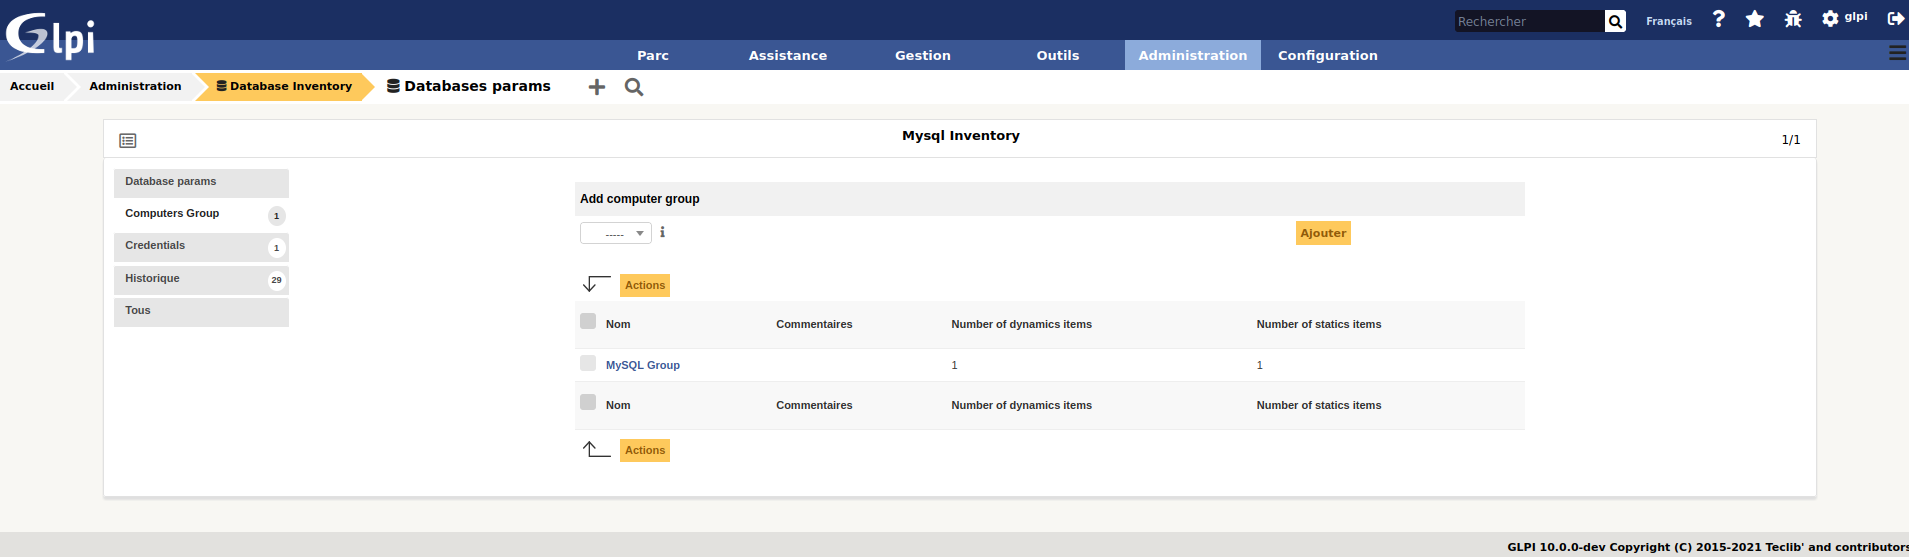 Glpi
Rechercher
Français
glpi
Parc Assistance Gestion Outils Administration Configuration
Accueil Administration Database Inventory Databases params
Mysql Inventory
1/1
Database params
Computers Group 1
Credentials 1
Historique 29
Tous
Add computer group
----- Ajouter
Actions
Nom Commentaires Number of dynamics items Number of statics items
MySQL Group 1 1
Nom Commentaires Number of dynamics items Number of statics items
Actions
GLPI 10.0.0-dev Copyright (C) 2015-2021 Teclib' and contributors